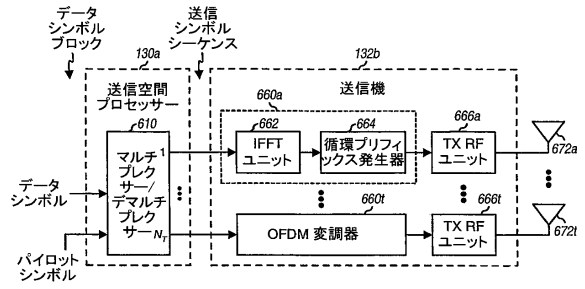 データ
シンボル
ブロック
送信
シンボル
シーケンス
130a
132b
送信空間
プロセッサー
送信機
660a
610
662
664
666a
マルチ
プレク
サー/
デマルチ
プレク
サー
1
N_T
IFFT
ユニット
循環プリフィ
ックス発生器
TX RF
ユニット
672a
データ
シンボル
660t
666t
OFDM 変調器
TX RF
ユニット
672t
パイロット
シンボル